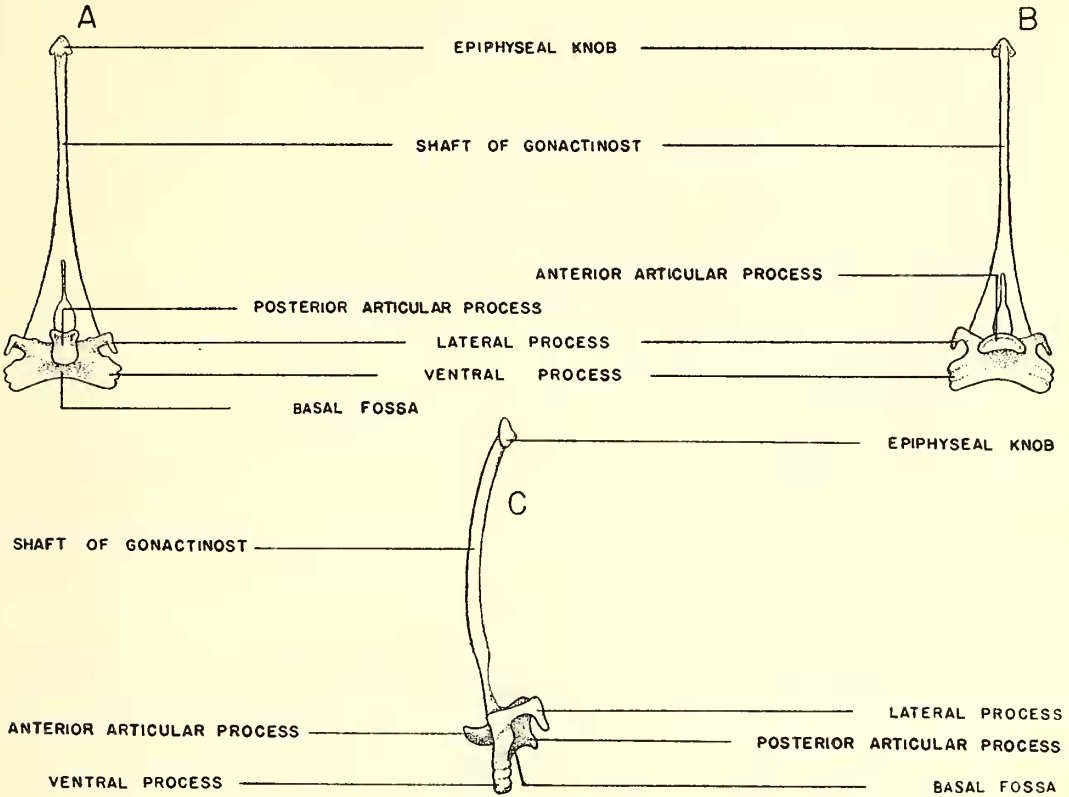 A
B
EPIPHYSEAL KNOB
SHAFT OF GONACTINOST
ANTERIOR ARTICULAR PROCESS
POSTERIOR ARTICULAR PROCESS
LATERAL PROCESS
VENTRAL PROCESS
BASAL FOSSA
EPIPHYSEAL KNOB
C
SHAFT OF GONACTINOST
LATERAL PROCESS
ANTERIOR ARTICULAR PROCESS
POSTERIOR ARTICULAR PROCESS
VENTRAL PROCESS
BASAL FOSSA